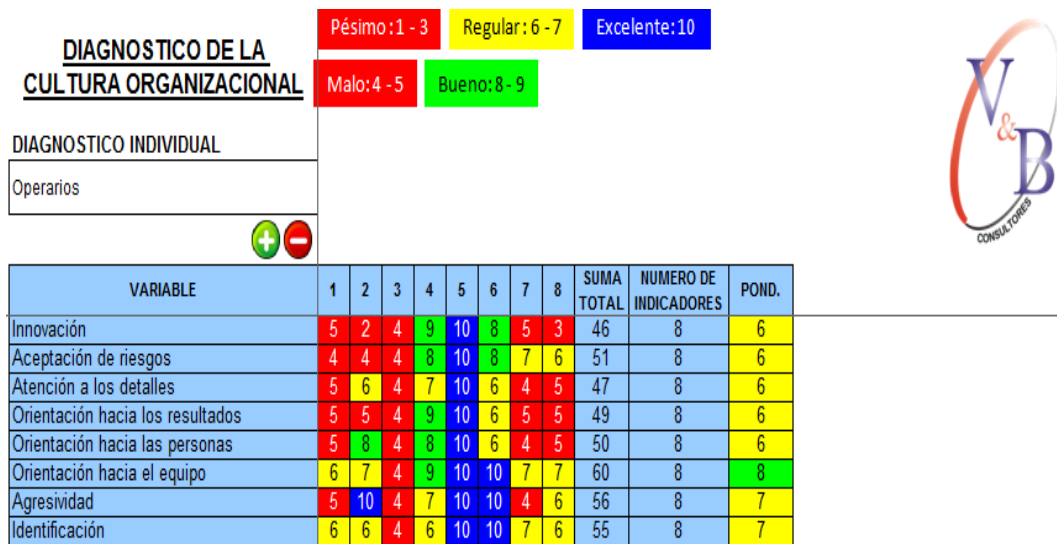 Pésimo:1 - 3 Regular: 6 - 7 Excelente:10
DIAGNOSTICO DE LA
CULTURA ORGANIZACIONAL
Malo:4 - 5 Bueno:8 - 9
DIAGNOSTICO INDIVIDUAL
Operarios
V&B
CONSULTORES
VARIABLE 1 2 3 4 5 6 7 8 SUMA TOTAL NUMERO DE INDICADORES POND.
Innovación 5 2 4 9 10 8 5 3 46 8 6
Aceptación de riesgos 4 4 4 8 10 8 7 6 51 8 6
Atención a los detalles 5 6 4 7 10 6 4 5 47 8 6
Orientación hacia los resultados 5 5 4 9 10 6 5 5 49 8 6
Orientación hacia las personas 5 8 4 8 10 6 4 5 50 8 6
Orientación hacia el equipo 6 7 4 9 10 10 7 7 60 8 8
Agresividad 5 10 4 7 10 10 4 6 56 8 7
Identificación 6 6 4 6 10 10 7 6 55 8 7